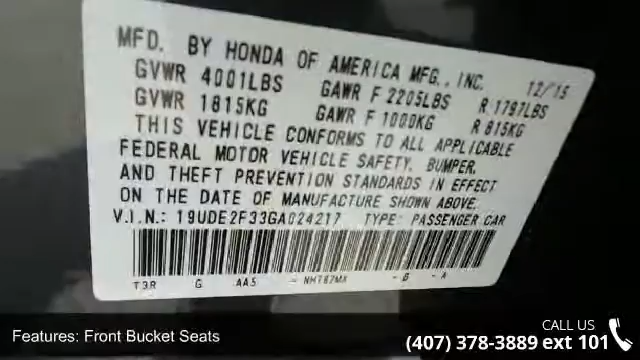 MFD. BY HONDA OF AMERICA MFG., INC. 12/15
GVWR 4001LBS GAWR F 2205LBS R 1797LBS
GVWR 1815KG GAWR F 1000KG R 815KG
THIS VEHICLE CONFORMS TO ALL APPLICABLE
FEDERAL MOTOR VEHICLE SAFETY, BUMPER,
AND THEFT PREVENTION STANDARDS IN EFFECT
ON THE DATE OF MANUFACTURE SHOWN ABOVE.
V.I.N.: 19UDE2F33GA024217 TYPE: PASSENGER CAR
T3R G AA5 - NH782MX - G - A
Features: Front Bucket Seats
CALL US
(407) 378-3889 ext 101